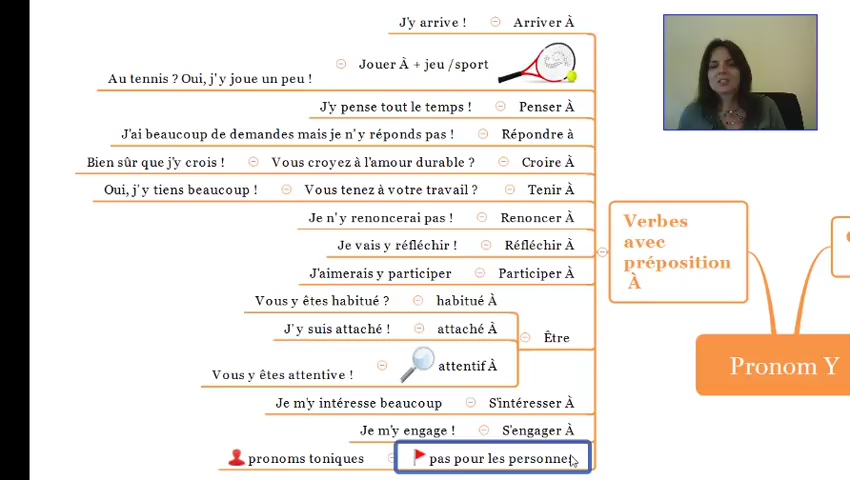 J'y arrive !
Arriver À
Jouer À + jeu /sport
Au tennis ? Oui, j' y joue un peu !
J'y pense tout le temps !
Penser À
J'ai beaucoup de demandes mais je n' y réponds pas !
Répondre à
Bien sûr que j'y crois !
Vous croyez à l'amour durable ?
Croire À
Oui, j' y tiens beaucoup !
Vous tenez à votre travail ?
Tenir À
Je n' y renoncerai pas !
Renoncer À
Je vais y réfléchir !
Réfléchir À
J'aimerais y participer
Participer À
Vous y êtes habitué ?
habitué À
J' y suis attaché !
attaché À
Vous y êtes attentive !
attentif À
Être
Je m'y intéresse beaucoup
S'intéresser À
Je m'y engage !
S'engager À
pronoms toniques
pas pour les personnes
Verbes
avec
préposition
À
Pronom Y